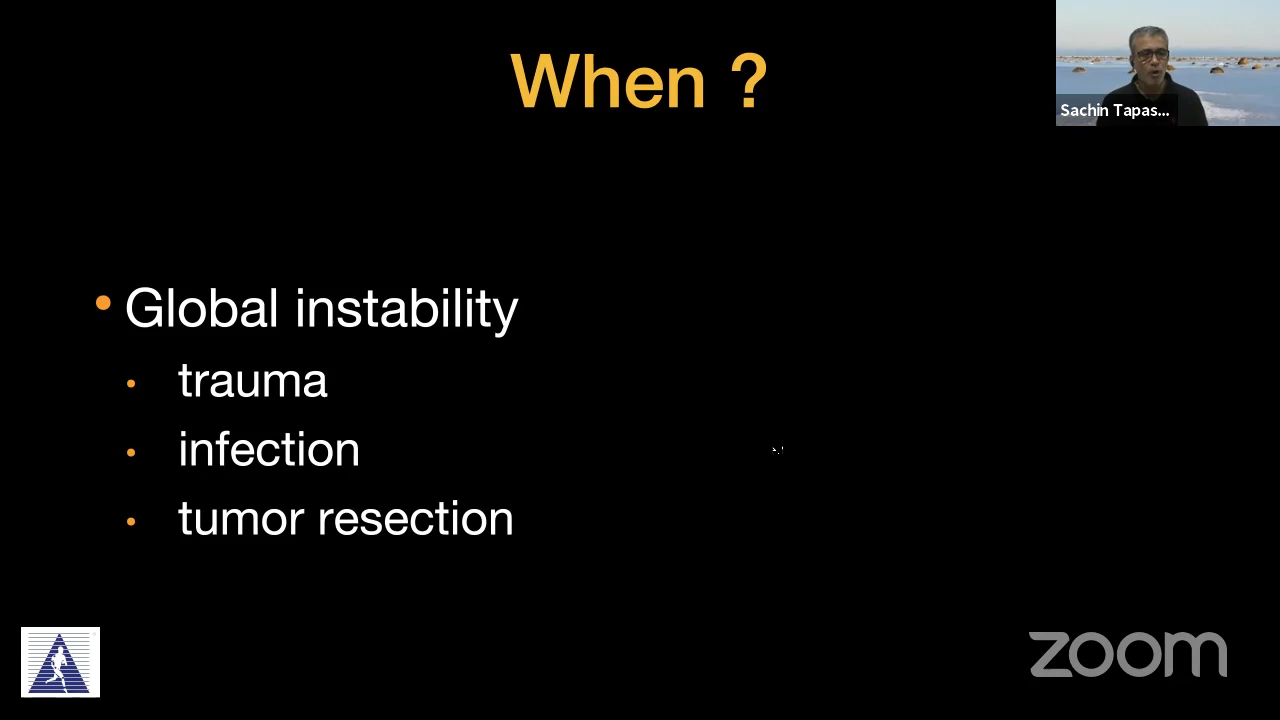 When ?
Sachin Tapas...
• Global instability
• trauma
• infection
• tumor resection
zoom